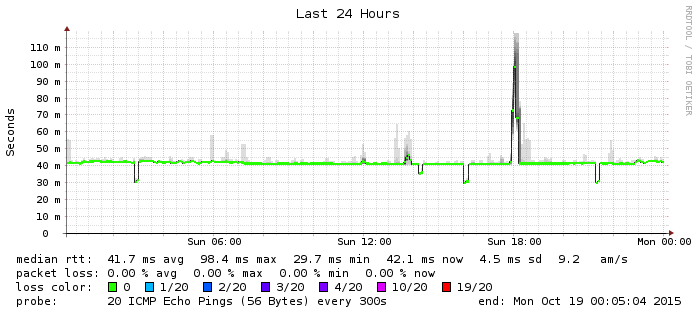 Last 24 Hours
RRDTOOL / TOBI OETIKER
Seconds
110 m
100 m
90 m
80 m
70 m
60 m
50 m
40 m
30 m
20 m
10 m
0
Sun 06:00 Sun 12:00 Sun 18:00 Mon 00:00
median rtt: 41.7 ms avg 98.4 ms max 29.7 ms min 42.1 ms now 4.5 ms sd 9.2 am/s
packet loss: 0.00 % avg 0.00 % max 0.00 % min 0.00 % now
loss color: 0 1/20 2/20 3/20 4/20 10/20 19/20
probe: 20 ICMP Echo Pings (56 Bytes) every 300s end: Mon Oct 19 00:05:04 2015